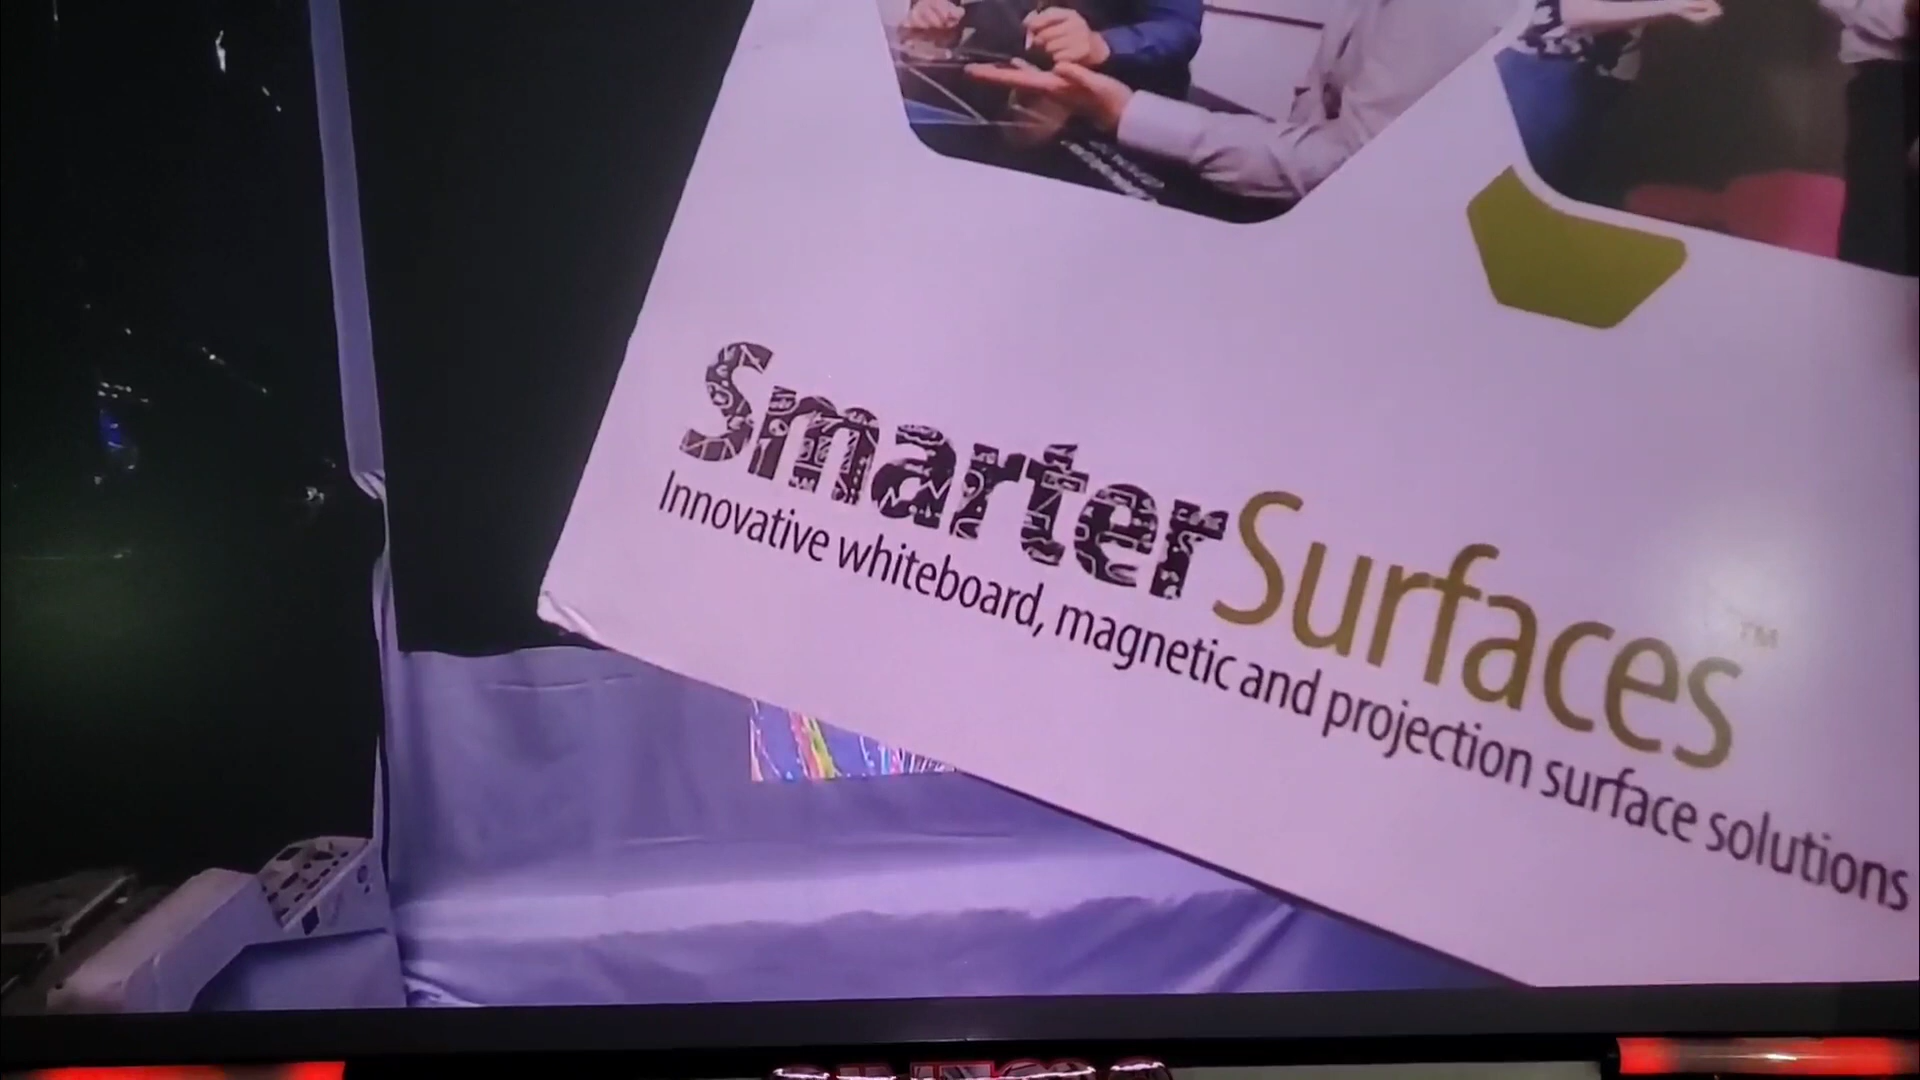 SmarterSurfaces™
Innovative whiteboard, magnetic and projection surface solutions